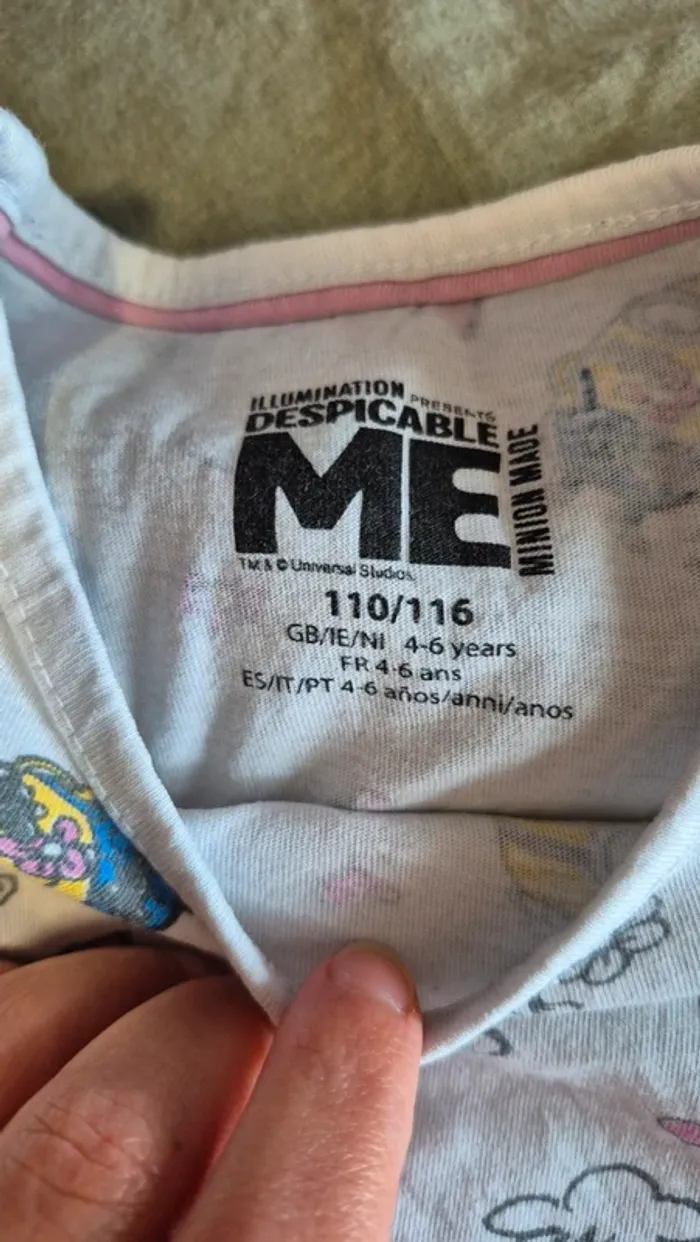 ILLUMINATION PRESENTS
DESPICABLE
ME
MINION MADE
TM & © Universal Studios.
110/116
GB/IE/NI 4-6 years
FR 4-6 ans
ES/IT/PT 4-6 años/anni/anos